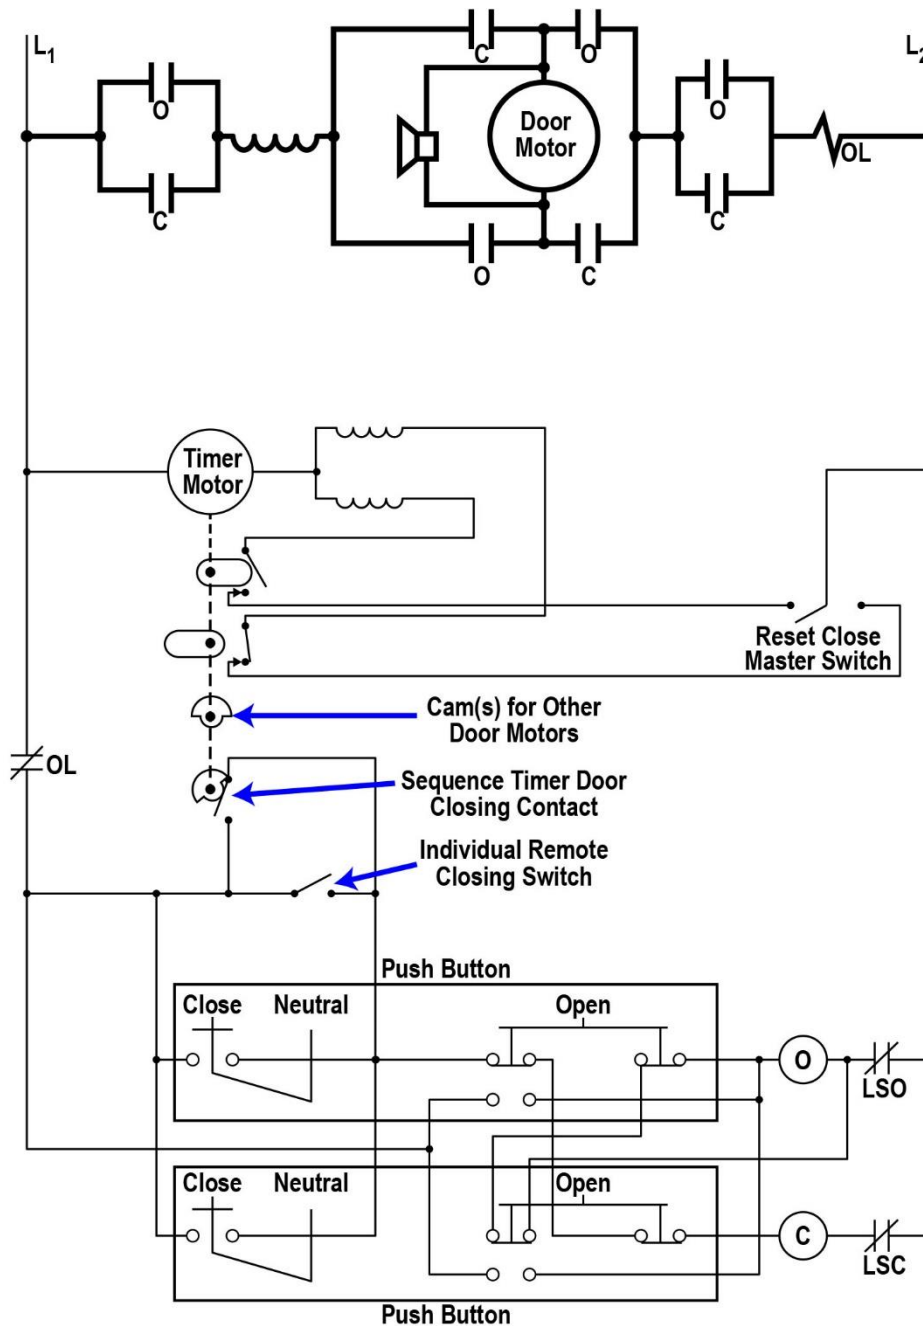 L1
L2
C
O
O
O
Door
Motor
OL
C
C
O
C
Timer
Motor
Reset Close
Master Switch
Cam(s) for Other
Door Motors
OL
Sequence Timer Door
Closing Contact
Individual Remote
Closing Switch
Push Button
Close
Neutral
Open
O
LSO
Close
Neutral
Open
C
LSC
Push Button